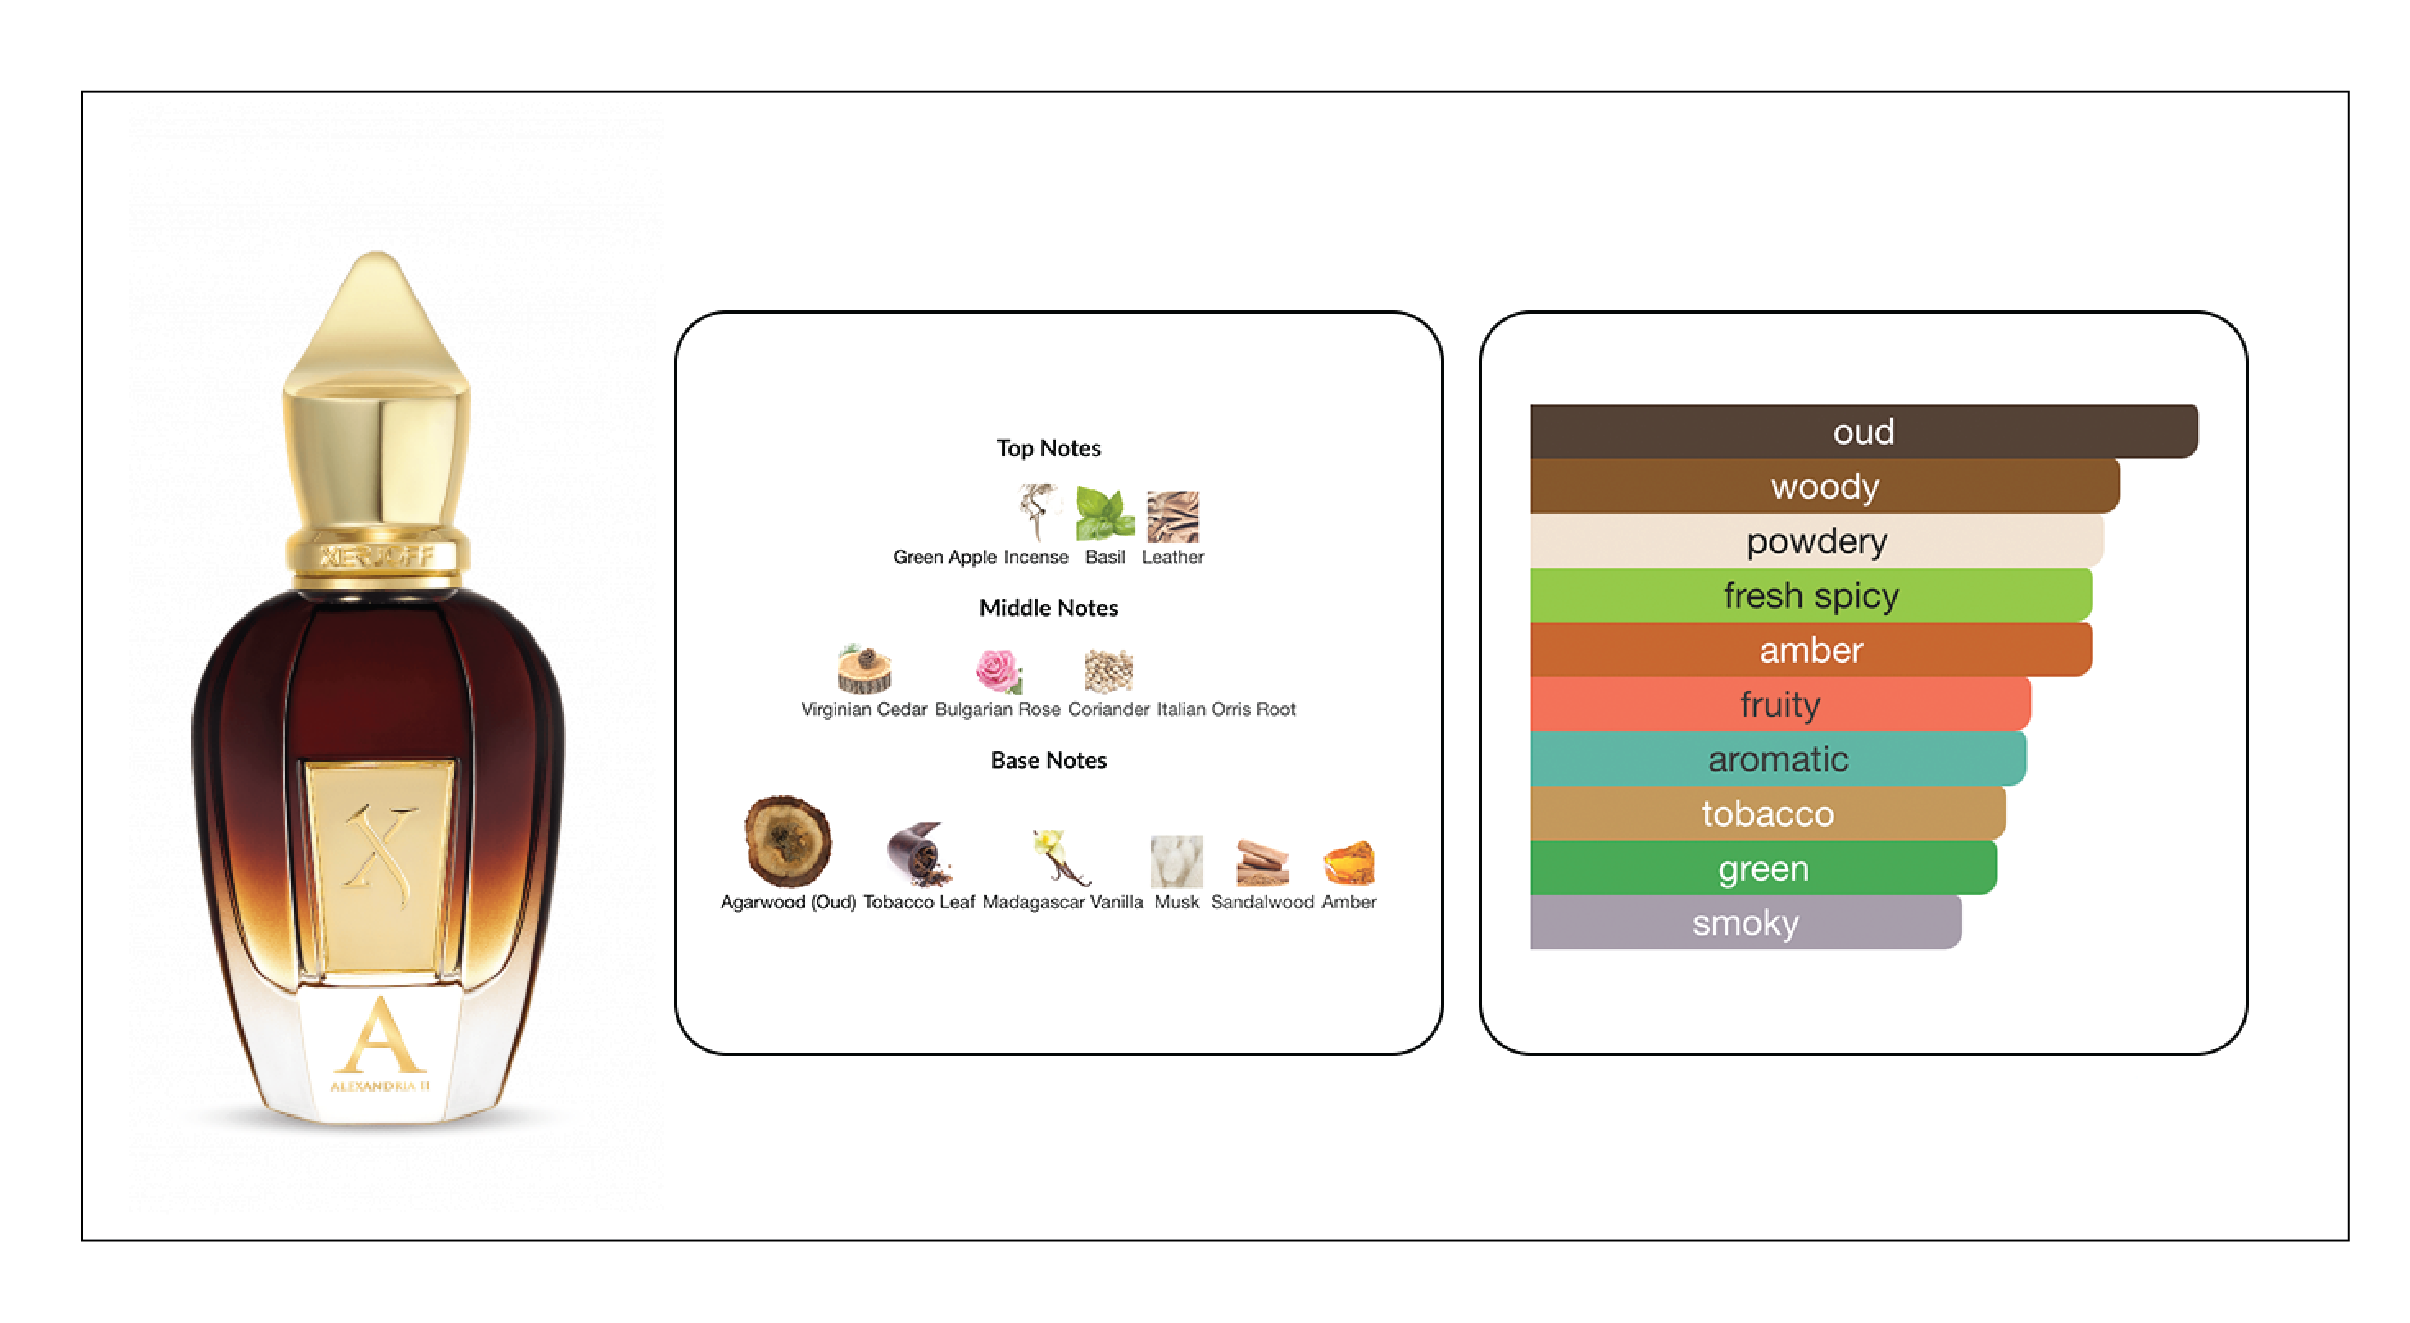 XERJOFF
X
A
ALEXANDRIA II
Top Notes
Green Apple Incense Basil Leather
Middle Notes
Virginian Cedar Bulgarian Rose Coriander Italian Orris Root
Base Notes
Agarwood (Oud) Tobacco Leaf Madagascar Vanilla Musk Sandalwood Amber
oud
woody
powdery
fresh spicy
amber
fruity
aromatic
tobacco
green
smoky